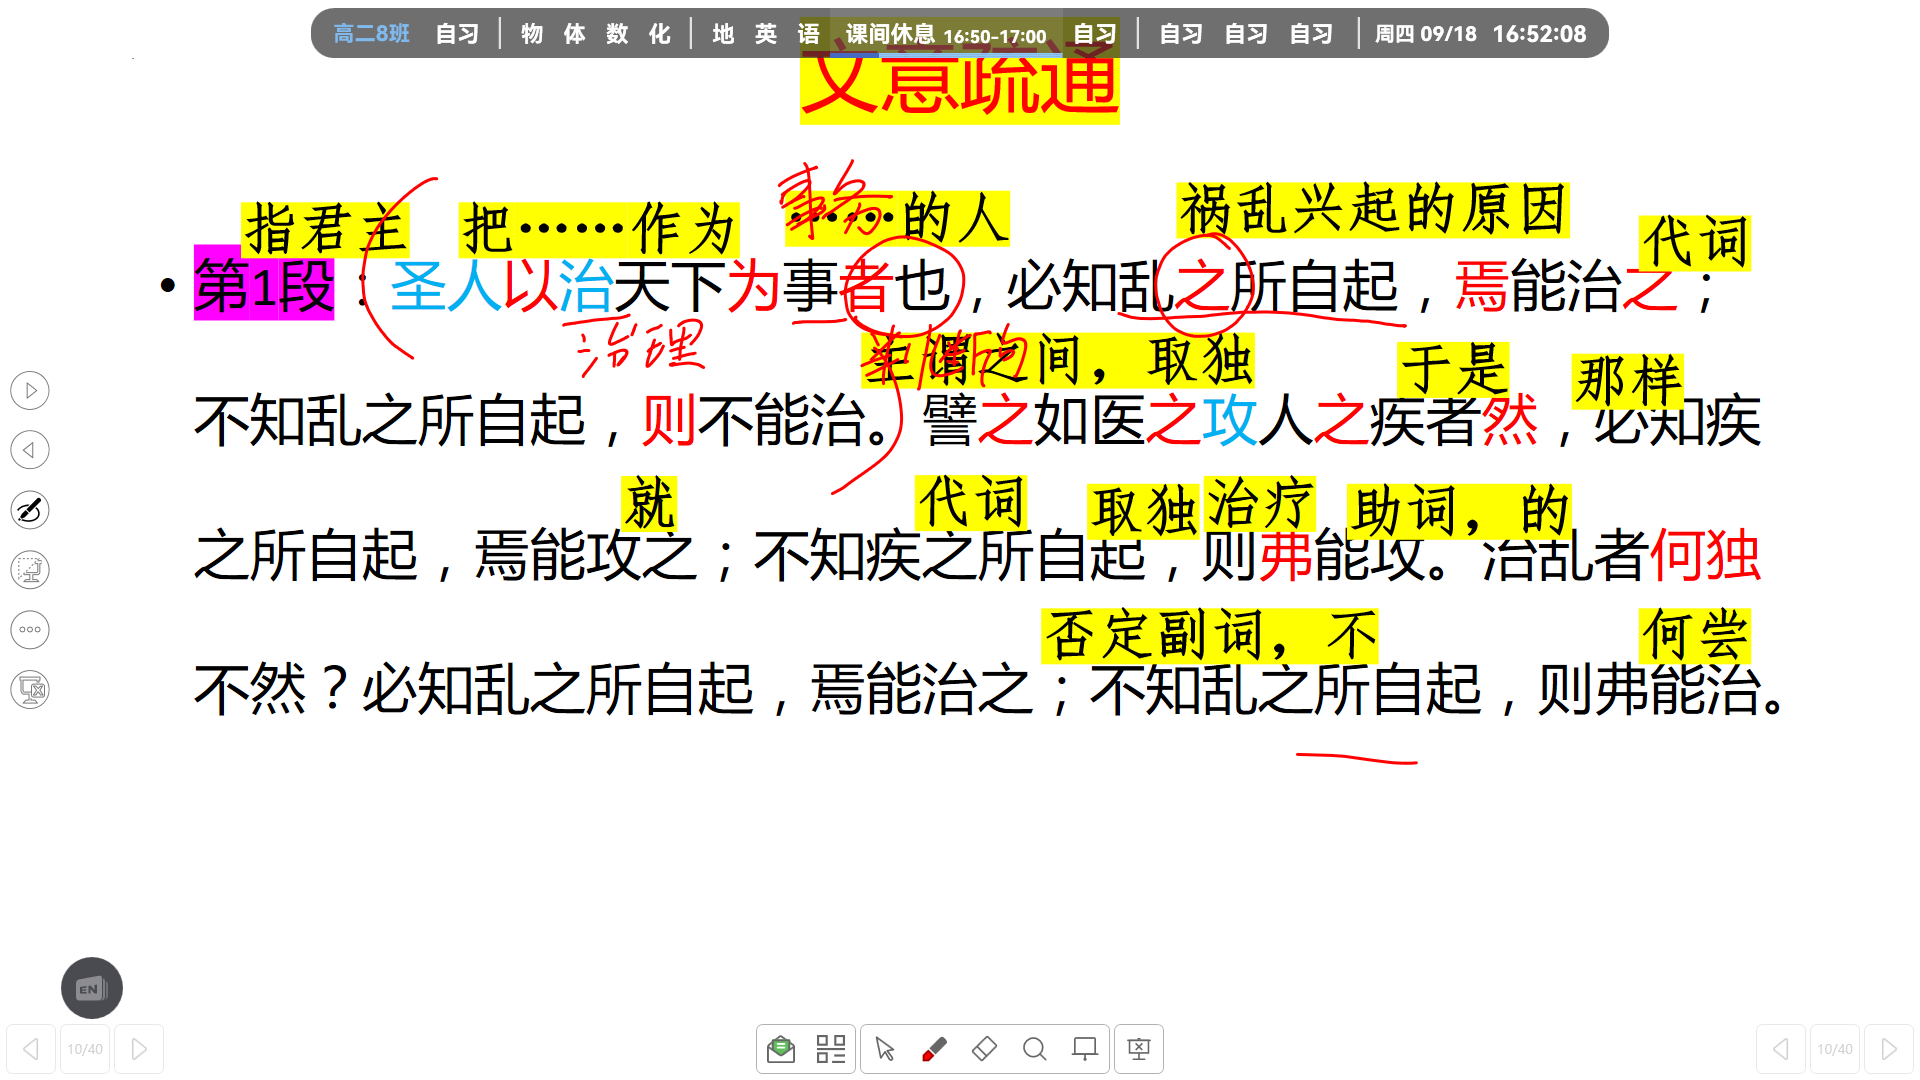 高二8班 自习 | 物 体 数 化 | 地 英 语 课间休息 16:50-17:00 自习 | 自习 自习 自习 | 周四 09/18 16:52:08
文意疏通
事务
指君主 把……作为 ……的人 祸乱兴起的原因 代词
• 第1段：圣人以治天下为事者也，必知乱之所自起，焉能治之；
治理
主谓之间，取独 于是 那样
不知乱之所自起，则不能治。譬之如医之攻人之疾者然，必知疾
就 代词 取独 治疗 助词，的
之所自起，焉能攻之；不知疾之所自起，则弗能攻。治乱者何独
否定副词，不 何尝
不然？必知乱之所自起，焉能治之；不知乱之所自起，则弗能治。
EN
10/40 10/40